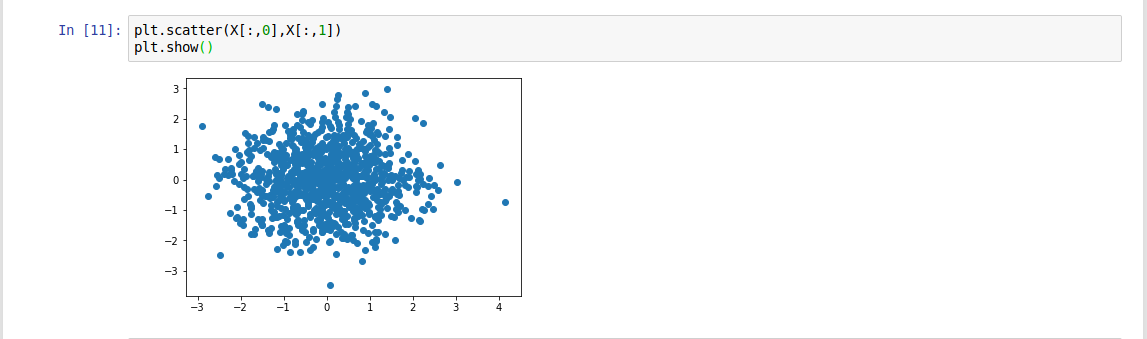 In [11]: plt.scatter(X[:,0],X[:,1])
plt.show()
3
2
1
0
−1
−2
−3
−3 −2 −1 0 1 2 3 4